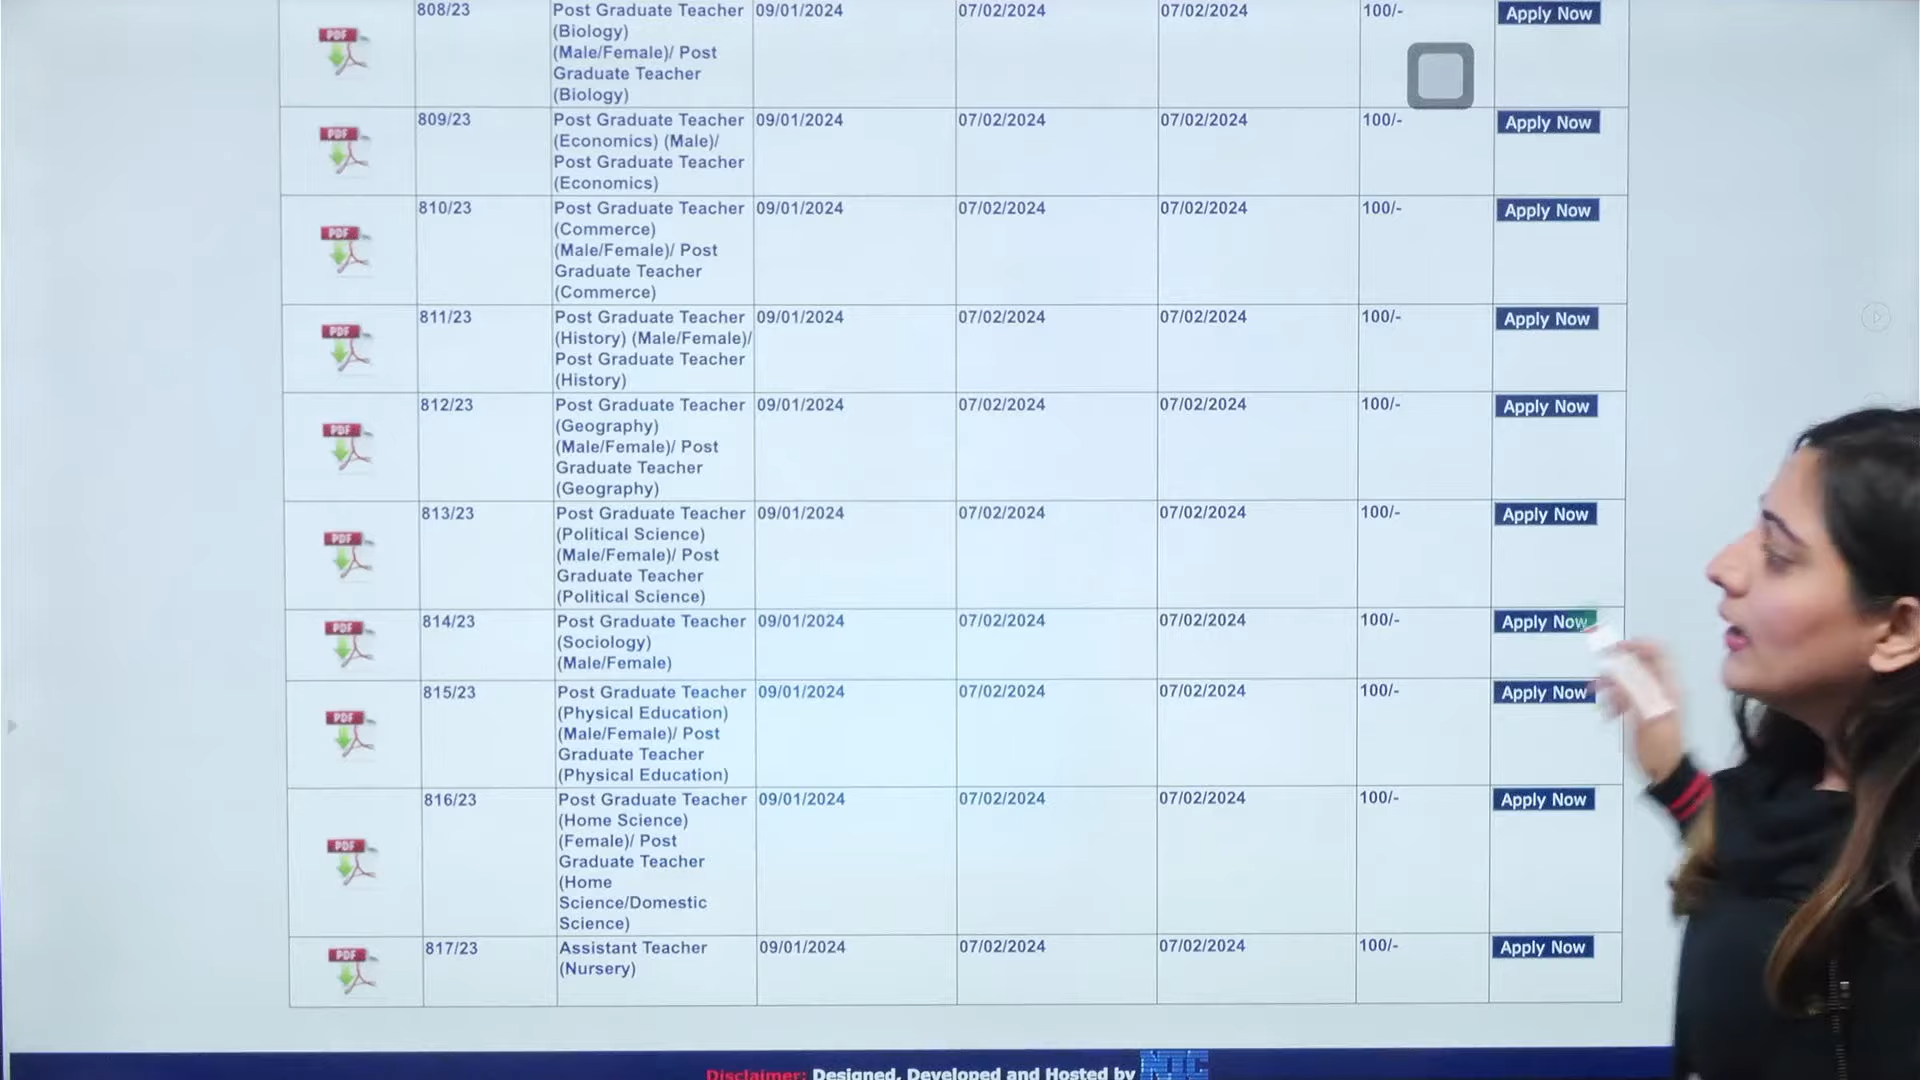 808/23 Post Graduate Teacher 09/01/2024 07/02/2024 07/02/2024 100/- Apply Now
(Biology)
PDF
(Male/Female)/ Post
Graduate Teacher
(Biology)
809/23 Post Graduate Teacher 09/01/2024 07/02/2024 07/02/2024 100/- Apply Now
PDF
(Economics) (Male)/
Post Graduate Teacher
(Economics)
810/23 Post Graduate Teacher 09/01/2024 07/02/2024 07/02/2024 100/- Apply Now
(Commerce)
PDF
(Male/Female)/ Post
Graduate Teacher
(Commerce)
811/23 Post Graduate Teacher 09/01/2024 07/02/2024 07/02/2024 100/- Apply Now
PDF
(History) (Male/Female)/
Post Graduate Teacher
(History)
812/23 Post Graduate Teacher 09/01/2024 07/02/2024 07/02/2024 100/- Apply Now
(Geography)
PDF
(Male/Female)/ Post
Graduate Teacher
(Geography)
813/23 Post Graduate Teacher 09/01/2024 07/02/2024 07/02/2024 100/- Apply Now
(Political Science)
PDF
(Male/Female)/ Post
Graduate Teacher
(Political Science)
814/23 Post Graduate Teacher 09/01/2024 07/02/2024 07/02/2024 100/- Apply Now
PDF
(Sociology)
(Male/Female)
815/23 Post Graduate Teacher 09/01/2024 07/02/2024 07/02/2024 100/- Apply Now
PDF
(Physical Education)
(Male/Female)/ Post
Graduate Teacher
(Physical Education)
816/23 Post Graduate Teacher 09/01/2024 07/02/2024 07/02/2024 100/- Apply Now
(Home Science)
PDF
(Female)/ Post
Graduate Teacher
(Home
Science/Domestic
Science)
817/23 Assistant Teacher 09/01/2024 07/02/2024 07/02/2024 100/- Apply Now
PDF
(Nursery)
Disclaimer: Designed, Developed and Hosted by NIC